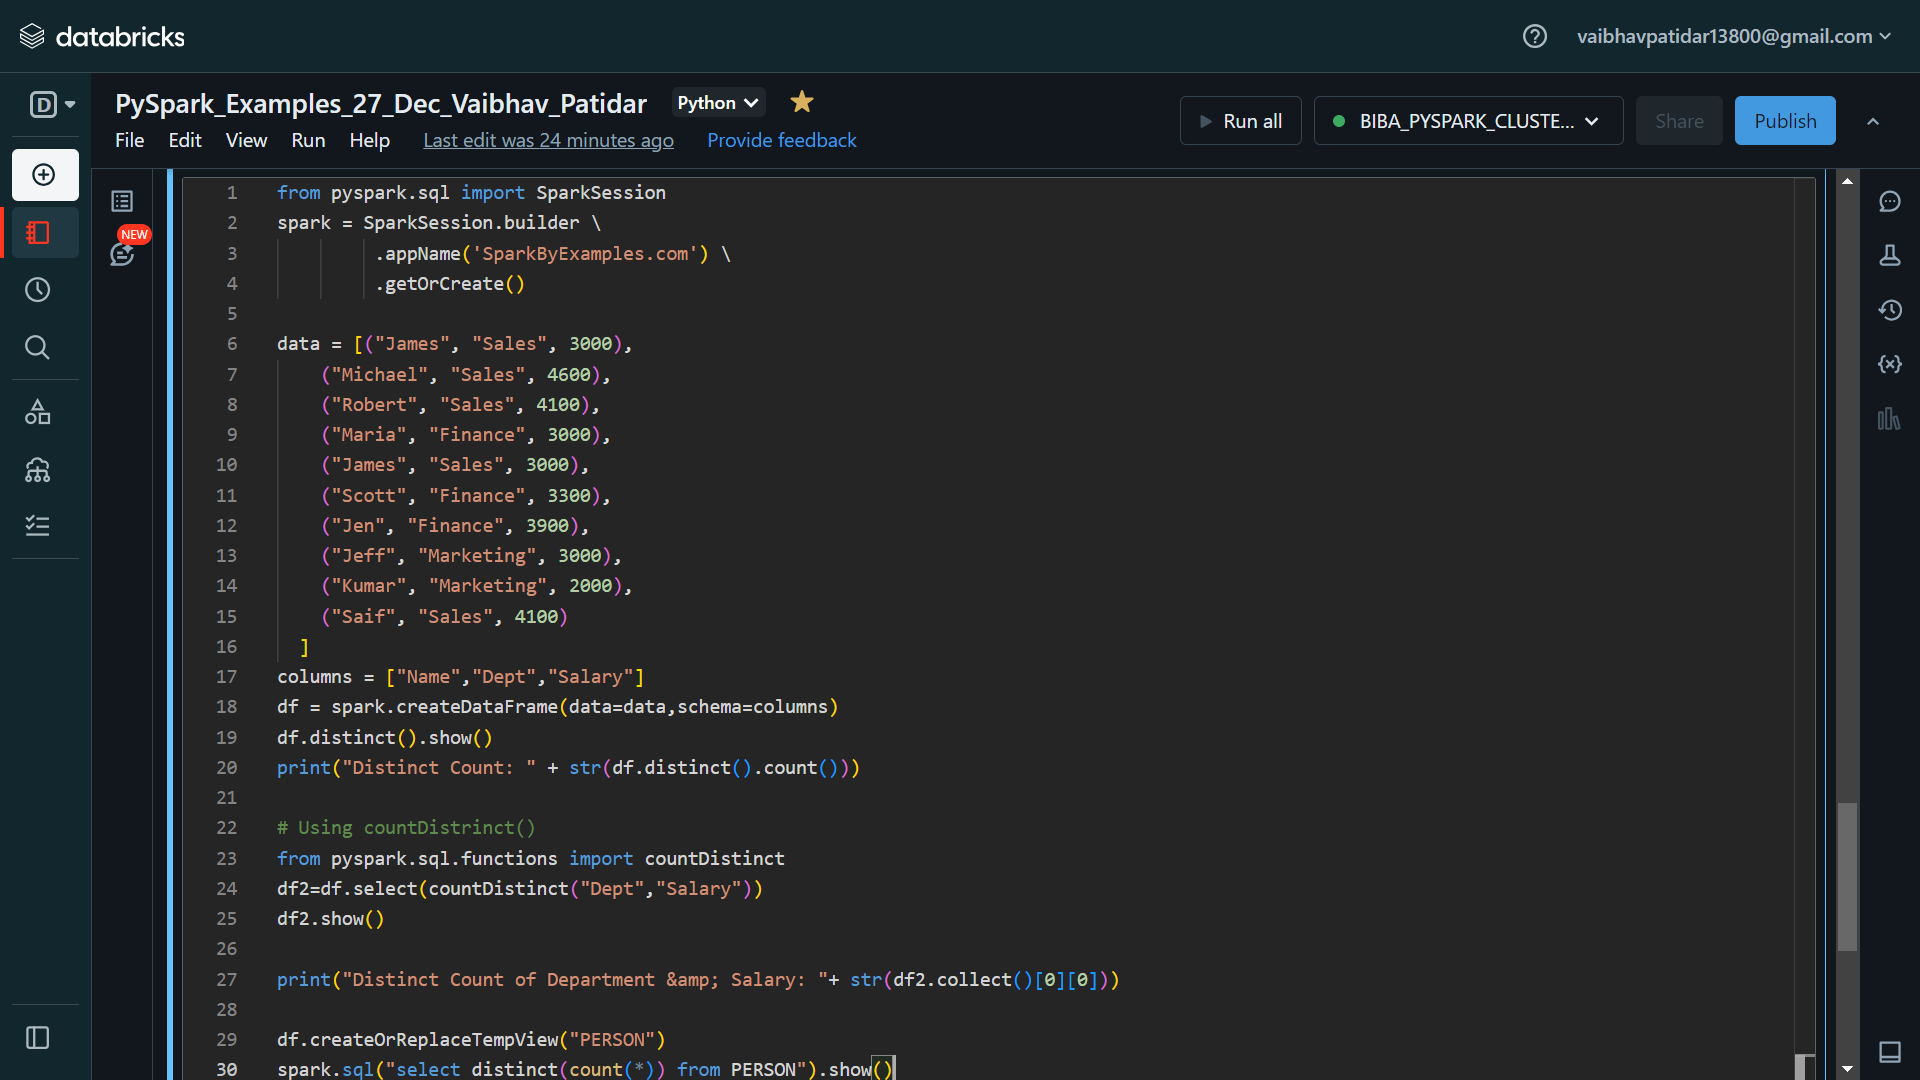 databricks
vaibhavpatidar13800@gmail.com
D
PySpark_Examples_27_Dec_Vaibhav_Patidar
Python
File Edit View Run Help Last edit was 24 minutes ago Provide feedback
Run all
BIBA_PYSPARK_CLUSTE...
Share
Publish
NEW
1 from pyspark.sql import SparkSession
2 spark = SparkSession.builder \
3 .appName('SparkByExamples.com') \
4 .getOrCreate()
5
6 data = [("James", "Sales", 3000),
7 ("Michael", "Sales", 4600),
8 ("Robert", "Sales", 4100),
9 ("Maria", "Finance", 3000),
10 ("James", "Sales", 3000),
11 ("Scott", "Finance", 3300),
12 ("Jen", "Finance", 3900),
13 ("Jeff", "Marketing", 3000),
14 ("Kumar", "Marketing", 2000),
15 ("Saif", "Sales", 4100)
16 ]
17 columns = ["Name","Dept","Salary"]
18 df = spark.createDataFrame(data=data,schema=columns)
19 df.distinct().show()
20 print("Distinct Count: " + str(df.distinct().count()))
21
22 # Using countDistrinct()
23 from pyspark.sql.functions import countDistinct
24 df2=df.select(countDistinct("Dept","Salary"))
25 df2.show()
26
27 print("Distinct Count of Department &amp; Salary: "+ str(df2.collect()[0][0]))
28
29 df.createOrReplaceTempView("PERSON")
30 spark.sql("select distinct(count(*)) from PERSON").show()